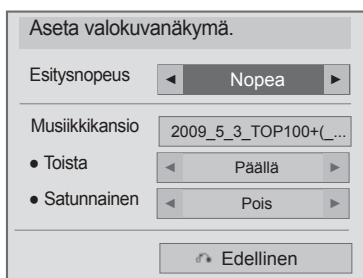 Aseta valokuvanäkymä.
Esitysnopeus ◄ Nopea ►
Musiikkikansio 2009_5_3_TOP100+(_...
● Toista ◄ Päällä ►
● Satunnainen ◄ Pois ►
Edellinen